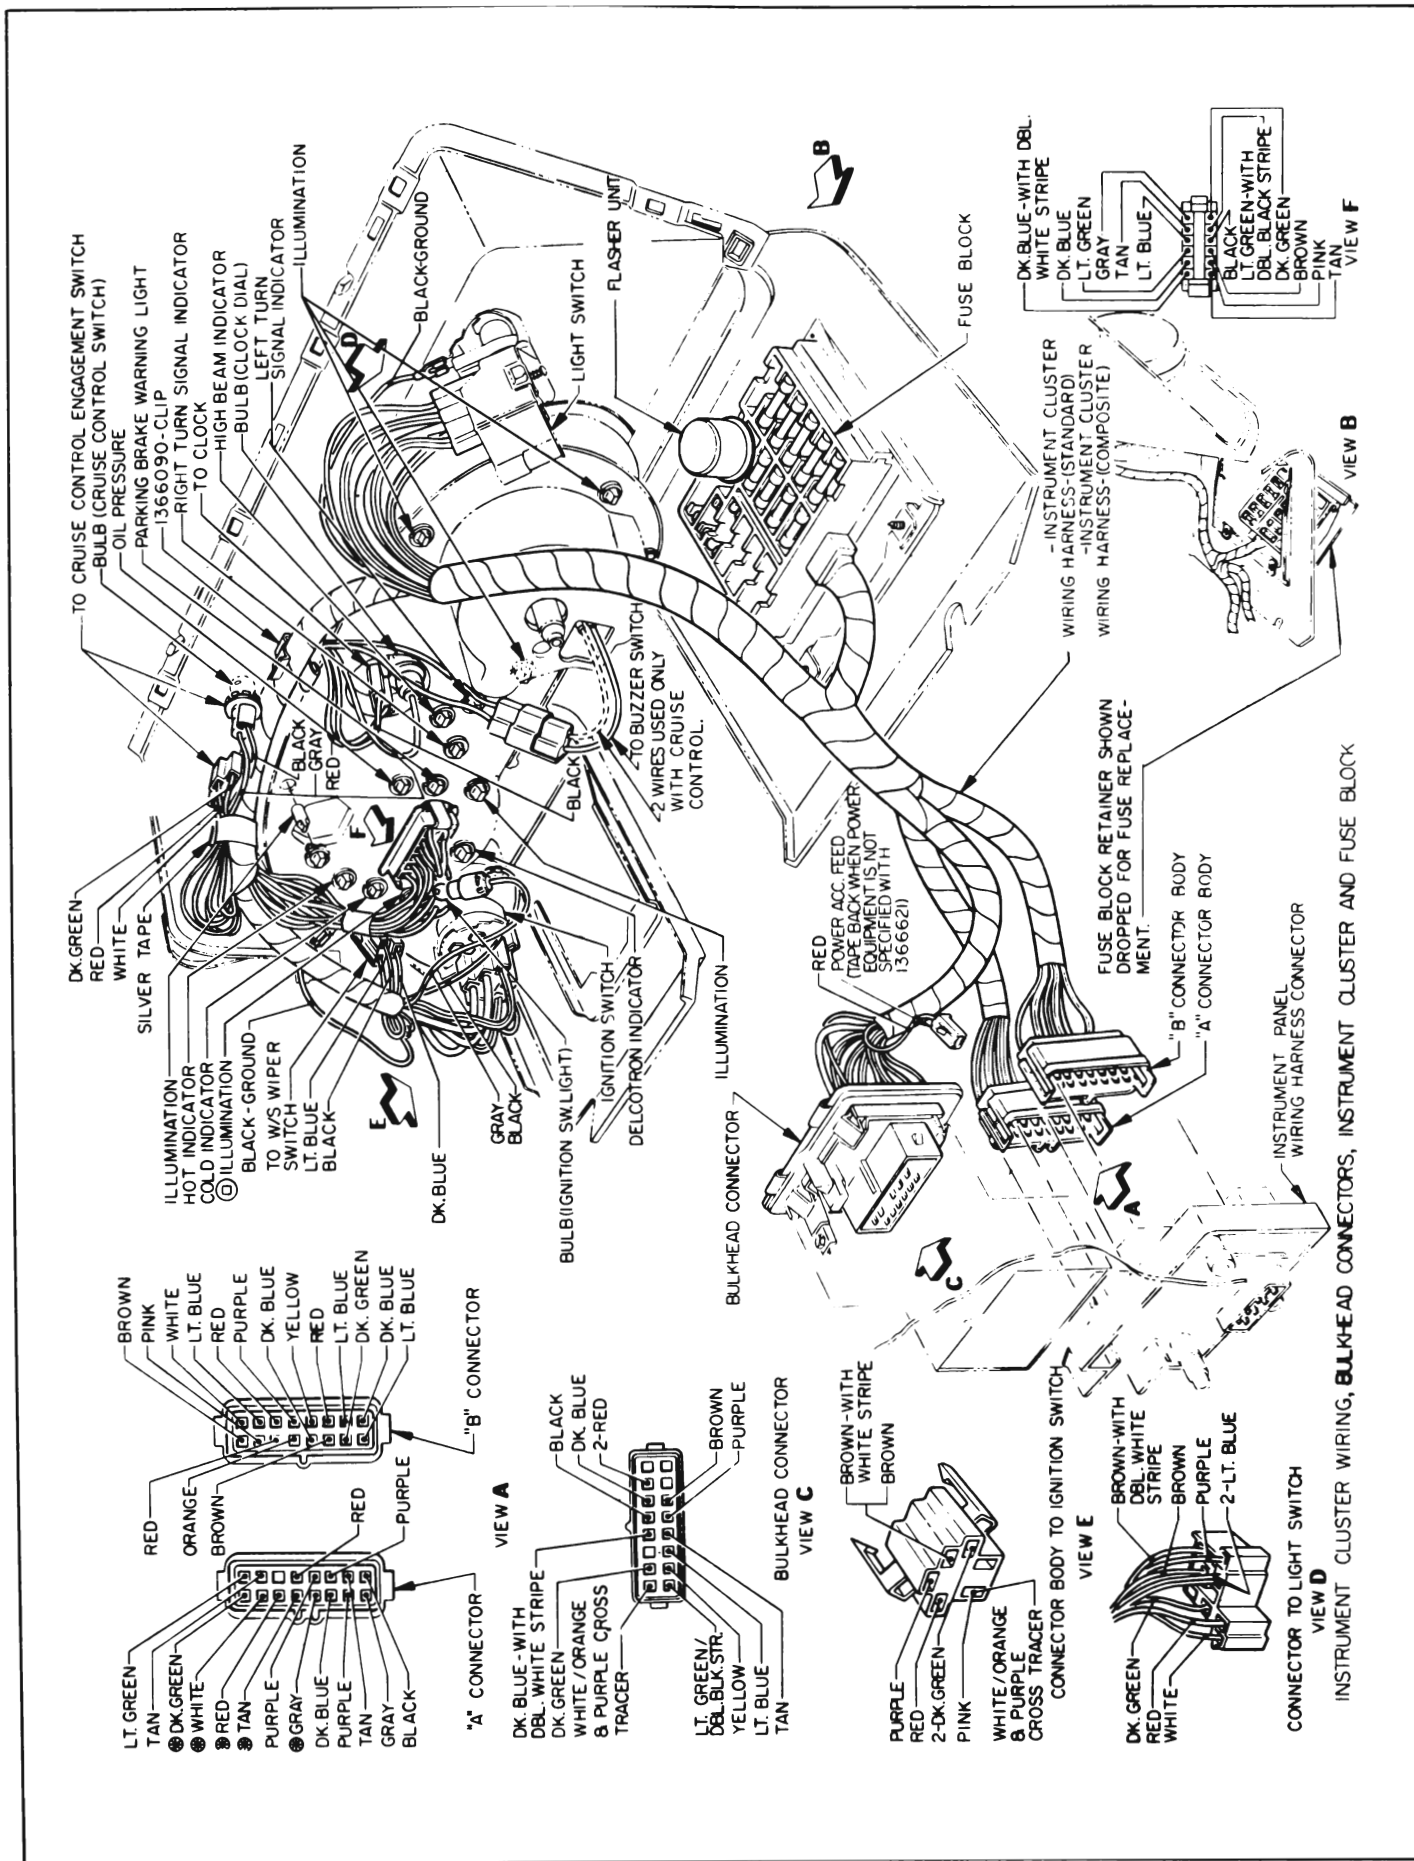 TO CRUISE CONTROL ENGAGEMENT SWITCH
BULB (CRUISE CONTROL SWITCH)
OIL PRESSURE
PARKING BRAKE WARNING LIGHT
1366090-CLIP
RIGHT TURN SIGNAL INDICATOR
TO CLOCK
HIGH BEAM INDICATOR
BULB (CLOCK DIAL)
LEFT TURN
SIGNAL INDICATOR
ILLUMINATION
D
BLACK-GROUND
LIGHT SWITCH
FLASHER UNIT
B
FUSE BLOCK
DK.GREEN
RED
WHITE
SILVER TAPE
BLACK
GRAY
RED
F
BLACK
TO BUZZER SWITCH
2 WIRES USED ONLY
WITH CRUISE
CONTROL.
ILLUMINATION
HOT INDICATOR
COLD INDICATOR
ILLUMINATION
BLACK-GROUND
TO W/S WIPER
SWITCH
LT. BLUE
BLACK
E
DK.BLUE
GRAY
BLACK
BULB(IGNITION SW.LIGHT)
IGNITION SWITCH
DELCOTRON INDICATOR
ILLUMINATION
RED
POWER ACC. FEED
(TAPE BACK WHEN POWER
EQUIPMENT IS NOT
SPECIFIED WITH
1366621)
-INSTRUMENT CLUSTER
WIRING HARNESS-(STANDARD)
-INSTRUMENT CLUSTER
WIRING HARNESS-(COMPOSITE)
DK.BLUE-WITH DBL.
WHITE STRIPE
DK.BLUE
LT. GREEN
GRAY
TAN
LT. BLUE
BLACK
LT.GREEN-WITH
DBL. BLACK STRIPE
DK. GREEN
BROWN
PINK
TAN
VIEW F
VIEW B
FUSE BLOCK RETAINER SHOWN
DROPPED FOR FUSE REPLACE-
MENT.
BULKHEAD CONNECTOR
C
A
"B" CONNECTOR BODY
"A" CONNECTOR BODY
INSTRUMENT PANEL
WIRING HARNESS CONNECTOR
BROWN
PINK
WHITE
LT.BLUE
RED
PURPLE
DK. BLUE
YELLOW
RED
LT. BLUE
DK. GREEN
DK. BLUE
LT. BLUE
RED
ORANGE
BROWN
"B" CONNECTOR
LT. GREEN
TAN
DK.GREEN
WHITE
RED
TAN
PURPLE
GRAY
DK.BLUE
PURPLE
TAN
GRAY
BLACK
RED
PURPLE
"A" CONNECTOR
VIEW A
BLACK
DK. BLUE
2-RED
DK. BLUE-WITH
DBL. WHITE STRIPE
DK.GREEN
WHITE/ORANGE
& PURPLE CROSS
TRACER
BROWN
PURPLE
LT. GREEN/
DBL.BLK.STR.
YELLOW
LT. BLUE
TAN
BULKHEAD CONNECTOR
VIEW C
BROWN-WITH
WHITE STRIPE
BROWN
PURPLE
RED
2-DK.GREEN
PINK
WHITE/ORANGE
& PURPLE
CROSS TRACER
CONNECTOR BODY TO IGNITION SWITCH
VIEW E
BROWN-WITH
DBL. WHITE
STRIPE
BROWN
PURPLE
2-LT. BLUE
DK. GREEN
RED
WHITE
CONNECTOR TO LIGHT SWITCH
VIEW D
INSTRUMENT CLUSTER WIRING, BULKHEAD CONNECTORS, INSTRUMENT CLUSTER AND FUSE BLOCK